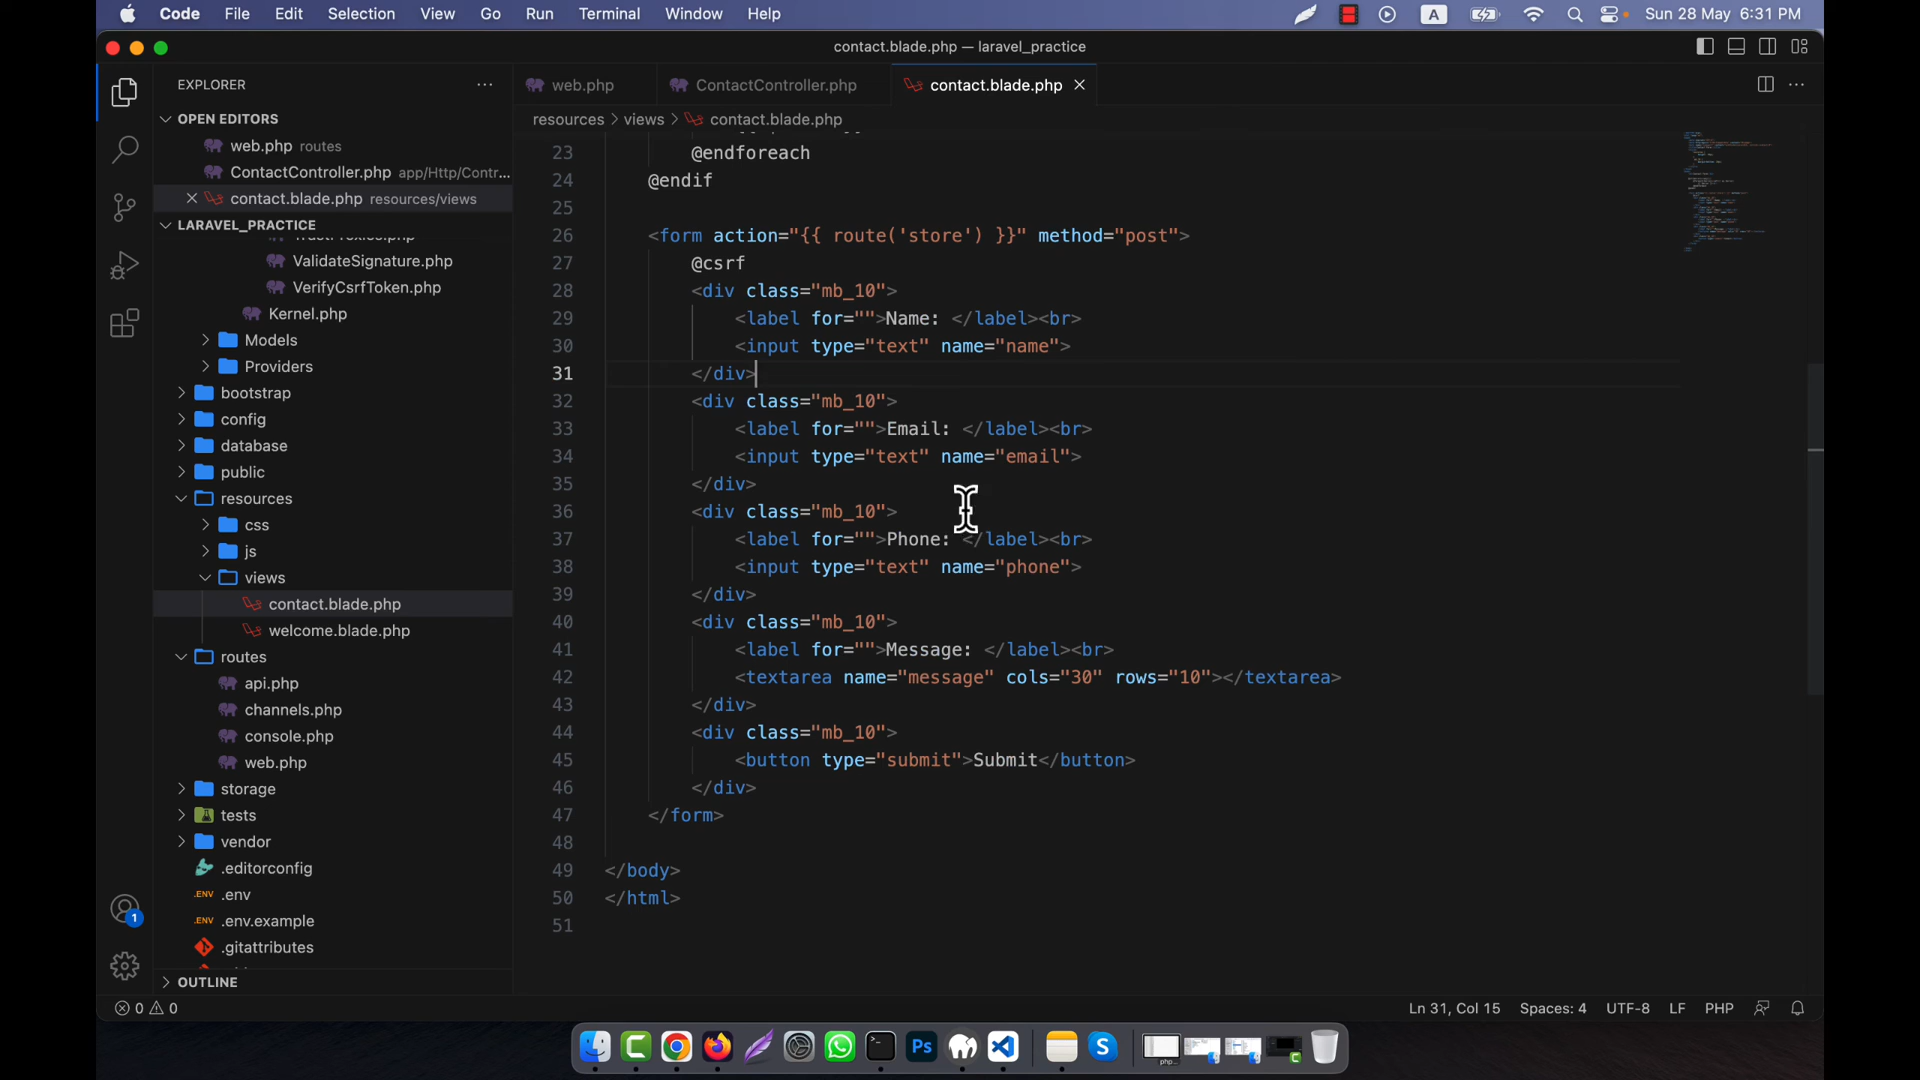 Code File Edit Selection View Go Run Terminal Window Help A Sun 28 May 6:31 PM
contact.blade.php — laravel_practice
EXPLORER
OPEN EDITORS
web.php routes
ContactController.php app/Http/Contr...
contact.blade.php resources/views
LARAVEL_PRACTICE
ValidateSignature.php
VerifyCsrfToken.php
Kernel.php
Models
Providers
bootstrap
config
database
public
resources
css
js
views
contact.blade.php
welcome.blade.php
routes
api.php
channels.php
console.php
web.php
storage
tests
vendor
.editorconfig
.ENV .env
.ENV .env.example
.gitattributes
OUTLINE
1
web.php ContactController.php contact.blade.php
resources > views > contact.blade.php
23 @endforeach
24 @endif
25
26 <form action="{{ route('store') }}" method="post">
27 @csrf
28 <div class="mb_10">
29 <label for="">Name: </label><br>
30 <input type="text" name="name">
31 </div>
32 <div class="mb_10">
33 <label for="">Email: </label><br>
34 <input type="text" name="email">
35 </div>
36 <div class="mb_10">
37 <label for="">Phone: </label><br>
38 <input type="text" name="phone">
39 </div>
40 <div class="mb_10">
41 <label for="">Message: </label><br>
42 <textarea name="message" cols="30" rows="10"></textarea>
43 </div>
44 <div class="mb_10">
45 <button type="submit">Submit</button>
46 </div>
47 </form>
48
49 </body>
50 </html>
51
0 0 Ln 31, Col 15 Spaces: 4 UTF-8 LF PHP
Ps